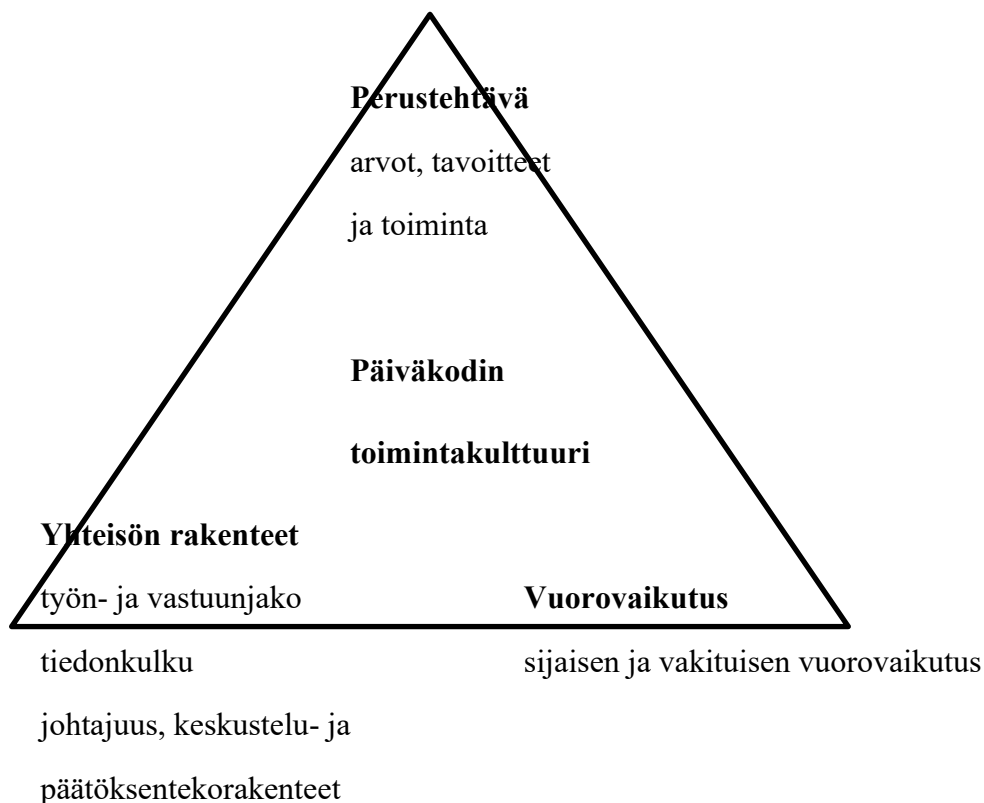 Perustehtävä
arvot, tavoitteet
ja toiminta
Päiväkodin
toimintakulttuuri
Yhteisön rakenteet
työn- ja vastuunjako
tiedonkulku
johtajuus, keskustelu- ja
päätöksentekorakenteet
Vuorovaikutus
sijaisen ja vakituisen vuorovaikutus